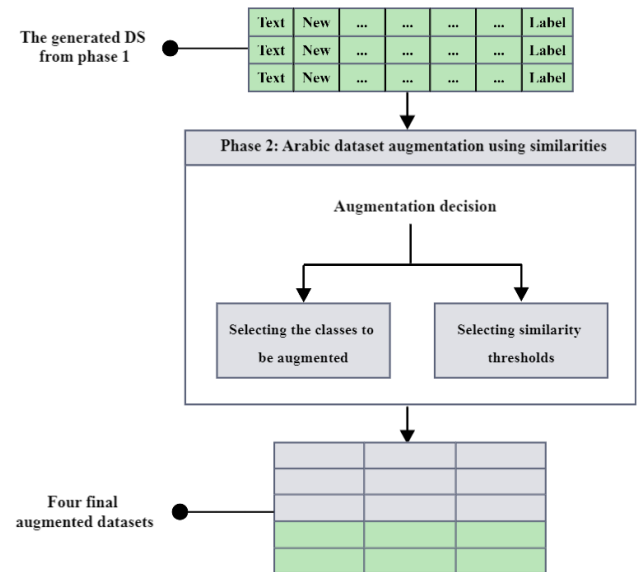 The generated DS
from phase 1
Text New ... ... ... ... Label
Text New ... ... ... ... Label
Text New ... ... ... ... Label
Phase 2: Arabic dataset augmentation using similarities
Augmentation decision
Selecting the classes to
be augmented
Selecting similarity
thresholds
Four final
augmented datasets